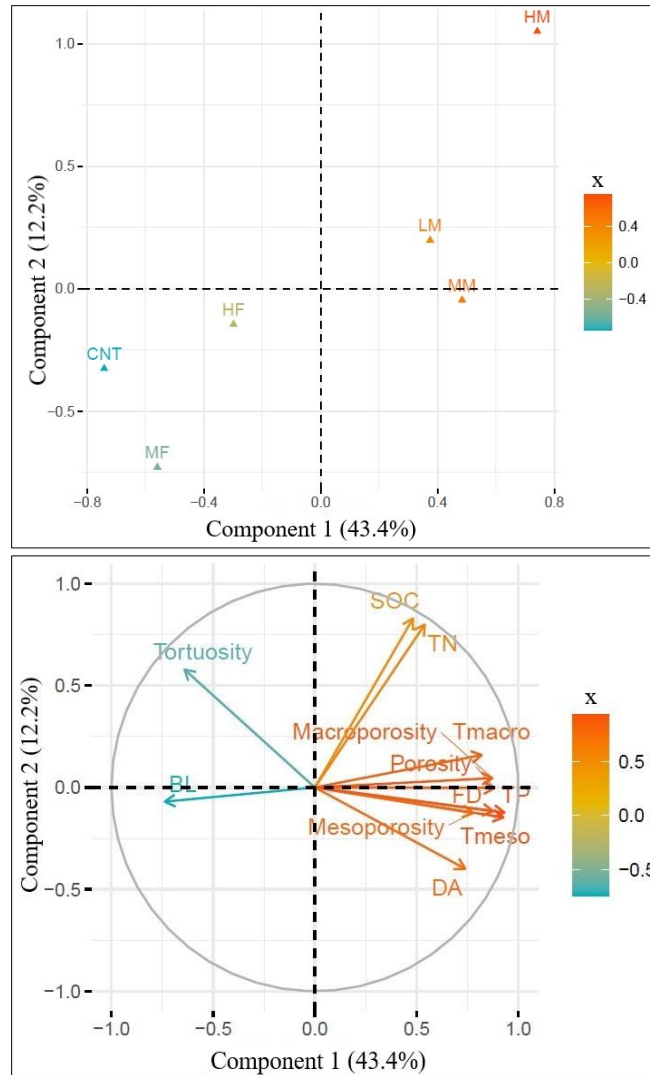 HM
1.0
0.5
LM
x
0.4
0.0
MM
0.0
HF
−0.4
CNT
−0.5
MF
−0.8
−0.4
0.0
0.4
0.8
Component 2 (12.2%)
Component 1 (43.4%)
1.0
SOC
TN
Tortuosity
0.5
Macroporosity
Tmacro
Porosity
x
0.5
0.0
BL
FD
TP
0.0
Mesoporosity
Tmeso
−0.5
DA
−0.5
−1.0
−1.0
−0.5
0.0
0.5
1.0
Component 2 (12.2%)
Component 1 (43.4%)